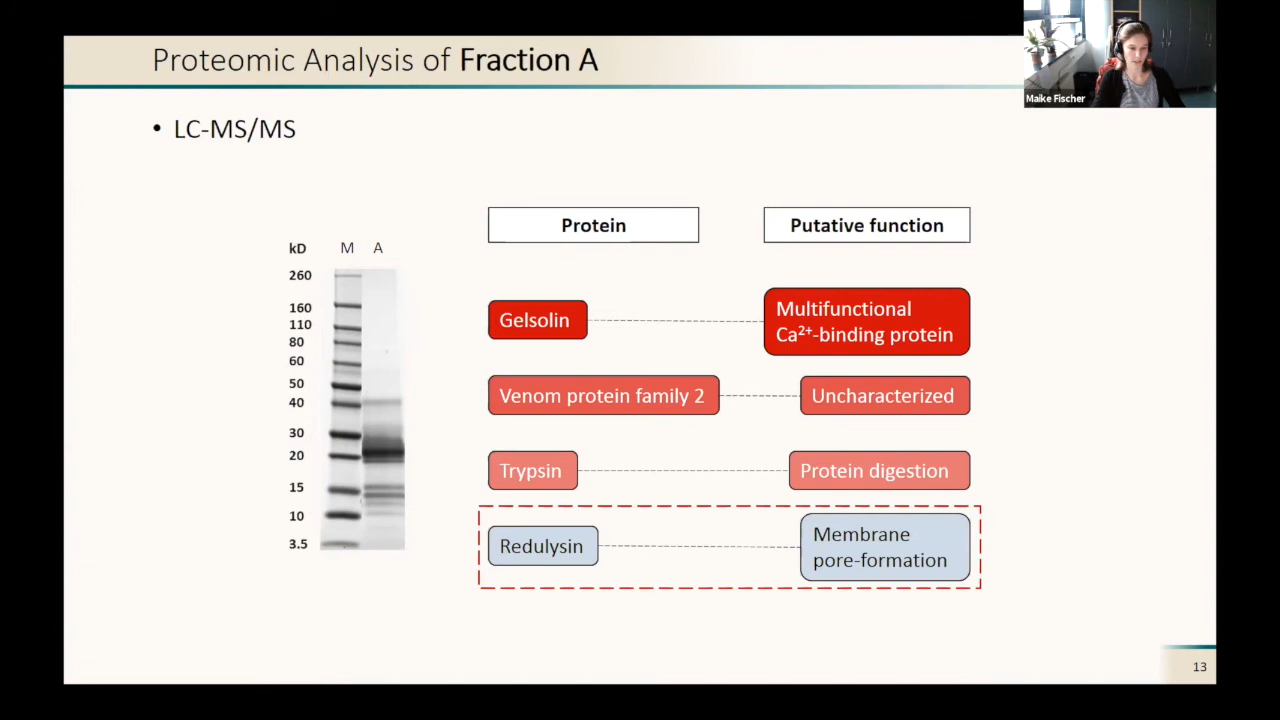 Proteomic Analysis of Fraction A
Maike Fischer
• LC-MS/MS
Protein
Putative function
kD M A
260
160
110
80
60
50
40
30
20
15
10
3.5
Gelsolin
Multifunctional
Ca²⁺-binding protein
Venom protein family 2
Uncharacterized
Trypsin
Protein digestion
Redulysin
Membrane
pore-formation
13